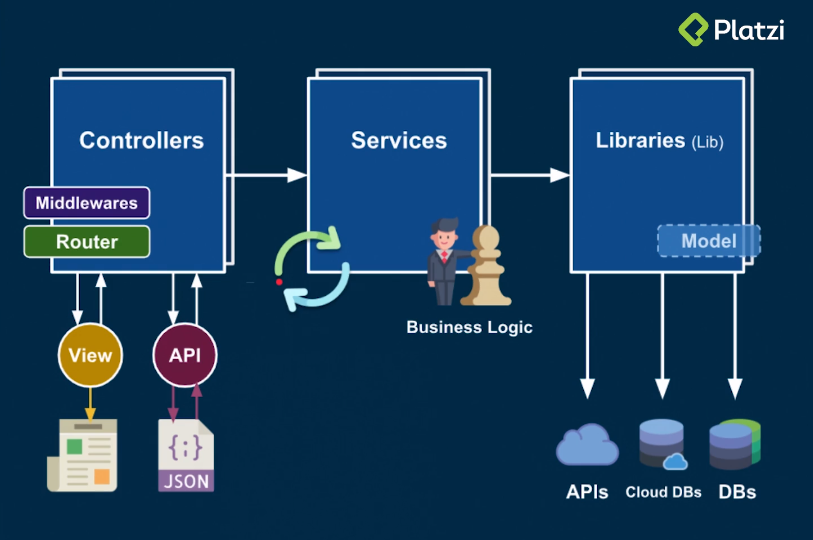 Platzi
Controllers
Middlewares
Router
Services
Libraries (Lib)
Model
Business Logic
View
API
{;}
JSON
APIs
Cloud DBs
DBs